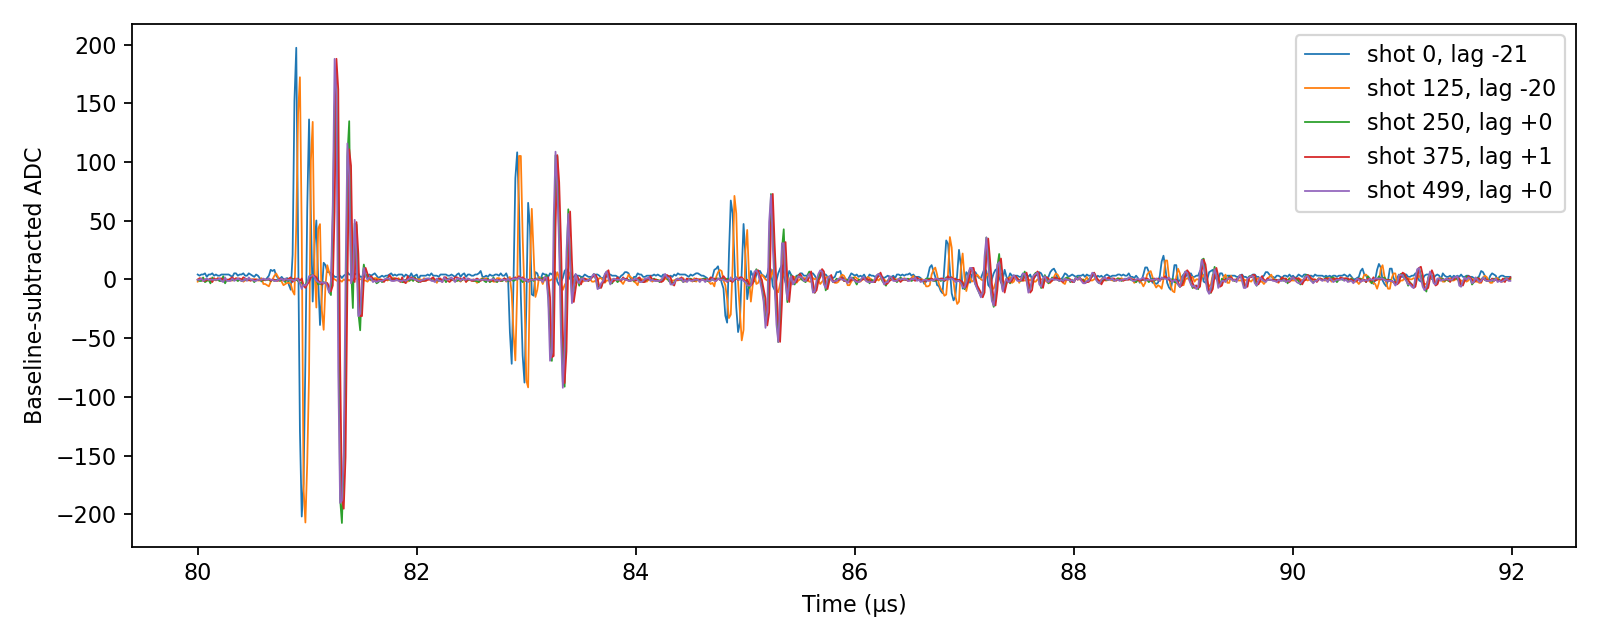 200
150
100
50
0
−50
−100
−150
−200
Baseline-subtracted ADC
shot 0, lag -21
shot 125, lag -20
shot 250, lag +0
shot 375, lag +1
shot 499, lag +0
80 82 84 86 88 90 92
Time (µs)